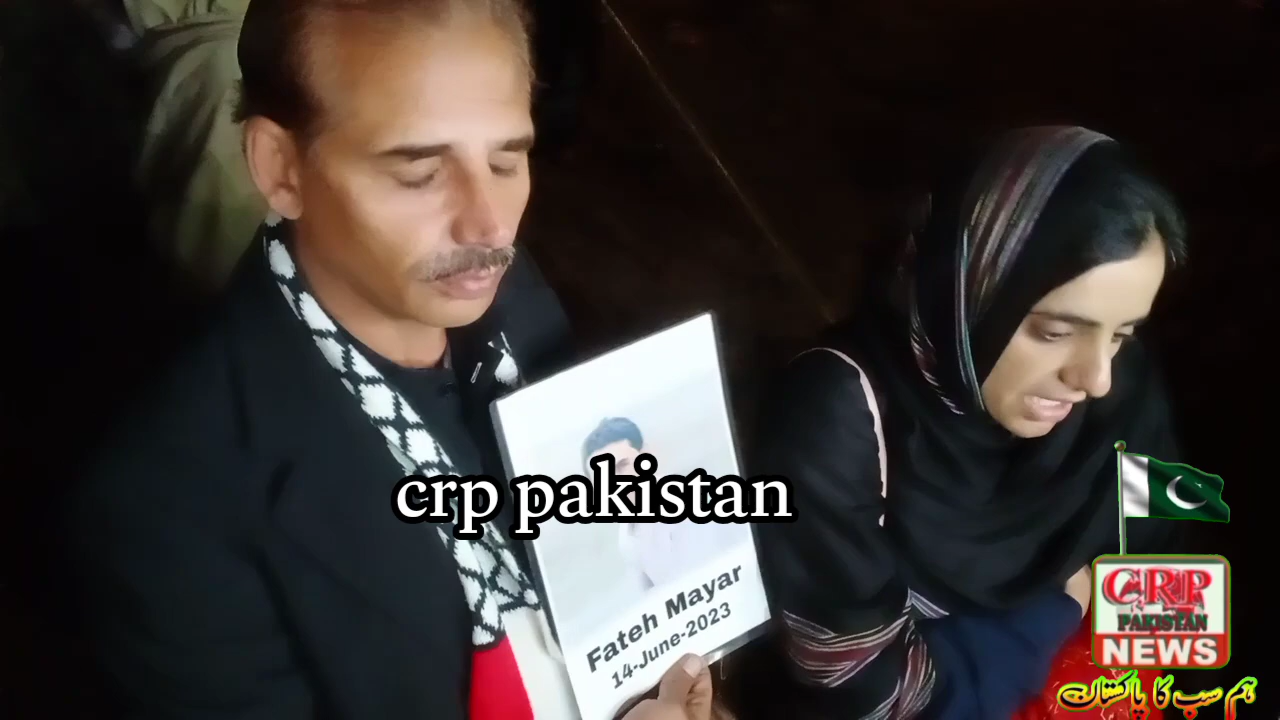 crp pakistan
Fateh Mayar
14-June-2023
CRP
PAKISTAN
NEWS
ہم سب کا پاکستان